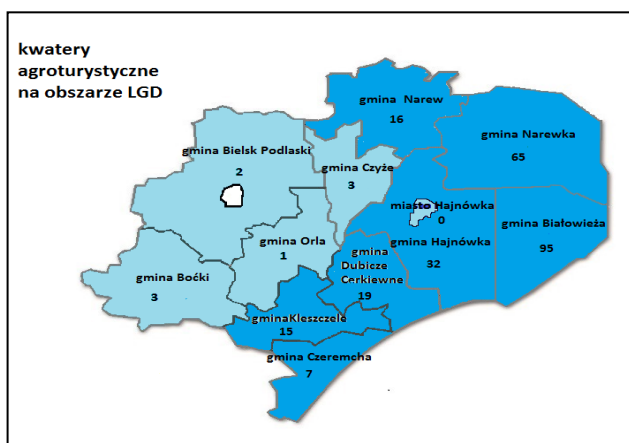 kwatery
agroturystyczne
na obszarze LGD
gmina Narew
16
gmina Narewka
65
gmina Bielsk Podlaski
2
gmina Czyże
3
miasto Hajnówka
0
gmina Białowieża
95
gmina Orla
1
gmina Hajnówka
32
gmina
Dubicze
Cerkiewne
19
gmina Boćki
3
gminaKleszczele
15
gmina Czeremcha
7